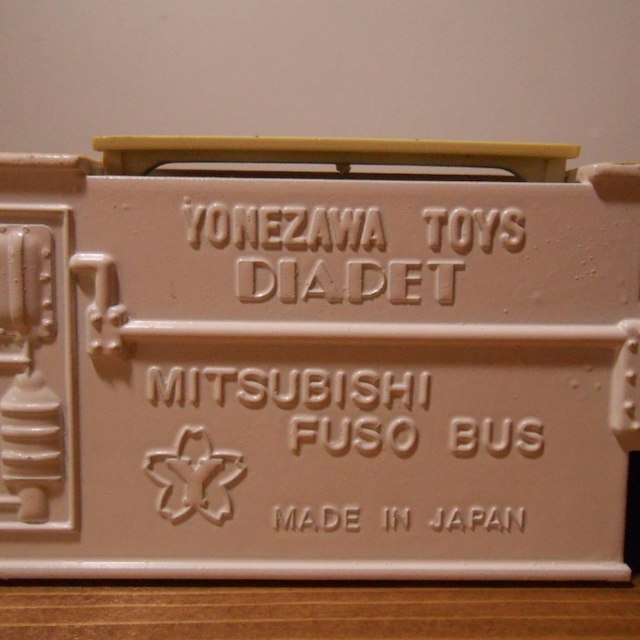 YONEZAWA TOYS
DIAPET
MITSUBISHI
FUSO BUS
Y
MADE IN JAPAN